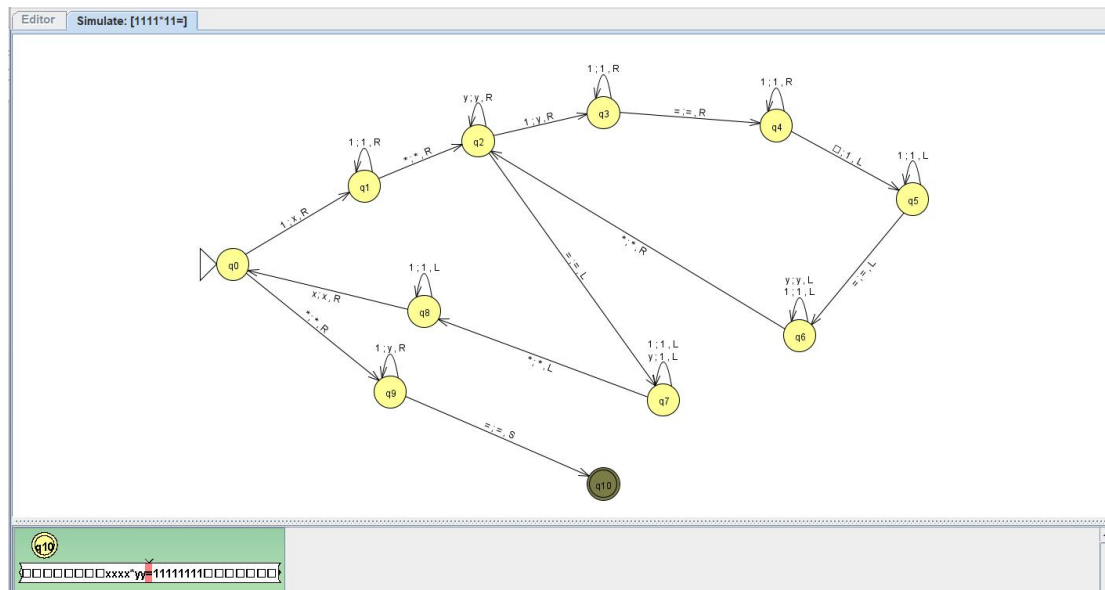 Editor
Simulate: [1111*11=]
1 ; 1 , R
1 ; 1 , R
y ; y , R
= ; = , R
1 ; y , R
q3
q4
1 ; 1 , R
q2
□ ; 1 , L
1 ; 1 , L
* ; * , R
q1
q5
1 ; x , R
* ; * , R
= ; = , L
= ; = , L
q0
1 ; 1 , L
y ; y , L
x ; x , R
1 ; 1 , L
q8
* ; * , R
q6
1 ; y , R
1 ; 1 , L
* ; * , L
y ; 1 , L
q9
q7
= ; = , S
q10
q10
□□□□□□□□xxxx*yy=11111111□□□□□□□